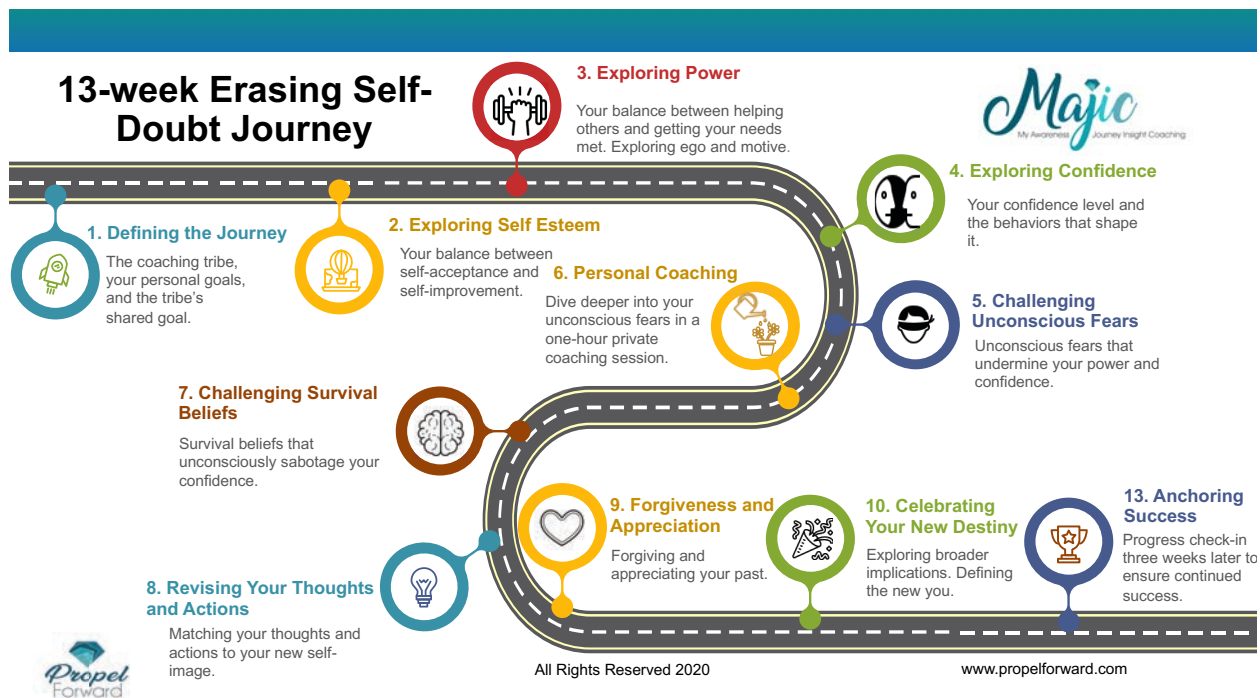 13-week Erasing Self-
Doubt Journey
3. Exploring Power
Your balance between helping
others and getting your needs
met. Exploring ego and motive.
Majic
My Awareness Journey Insight Coaching
4. Exploring Confidence
Your confidence level and
the behaviors that shape
it.
1. Defining the Journey
The coaching tribe,
your personal goals,
and the tribe's
shared goal.
2. Exploring Self Esteem
Your balance between
self-acceptance and
self-improvement.
6. Personal Coaching
Dive deeper into your
unconscious fears in a
one-hour private
coaching session.
5. Challenging
Unconscious Fears
Unconscious fears that
undermine your power and
confidence.
7. Challenging Survival
Beliefs
Survival beliefs that
unconsciously sabotage your
confidence.
8. Revising Your Thoughts
and Actions
Matching your thoughts and
actions to your new self-
image.
9. Forgiveness and
Appreciation
Forgiving and
appreciating your past.
10. Celebrating
Your New Destiny
Exploring broader
implications. Defining
the new you.
13. Anchoring
Success
Progress check-in
three weeks later to
ensure continued
success.
Propel
Forward
All Rights Reserved 2020
www.propelforward.com